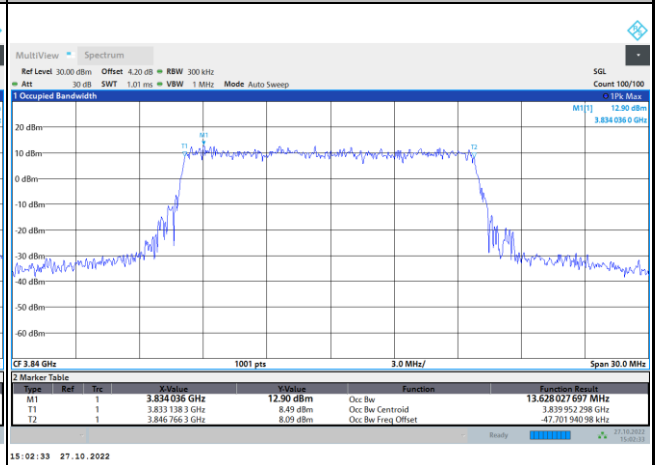 MultiView Spectrum
Ref Level 30.00 dBm Offset 4.20 dB RBW 300 kHz SGL
Att 30 dB SWT 1.01 ms VBW 1 MHz Mode Auto Sweep Count 100/100
1 Occupied Bandwidth 1Pk Max
M1[1] 12.90 dBm
3.834 036 0 GHz
20 dBm
M1
T1 T2
10 dBm
0 dBm
-10 dBm
-20 dBm
-30 dBm
-40 dBm
-50 dBm
-60 dBm
CF 3.84 GHz 1001 pts 3.0 MHz/ Span 30.0 MHz
2 Marker Table
Type Ref Trc X-Value Y-Value Function Function Result
M1 1 3.834 036 GHz 12.90 dBm Occ Bw 13.628 027 697 MHz
T1 1 3.833 138 3 GHz 8.49 dBm Occ Bw Centroid 3.839 952 298 GHz
T2 1 3.846 766 3 GHz 8.09 dBm Occ Bw Freq Offset -47.701 940 98 kHz
Ready 27.10.2022
15:02:33
15:02:33 27.10.2022